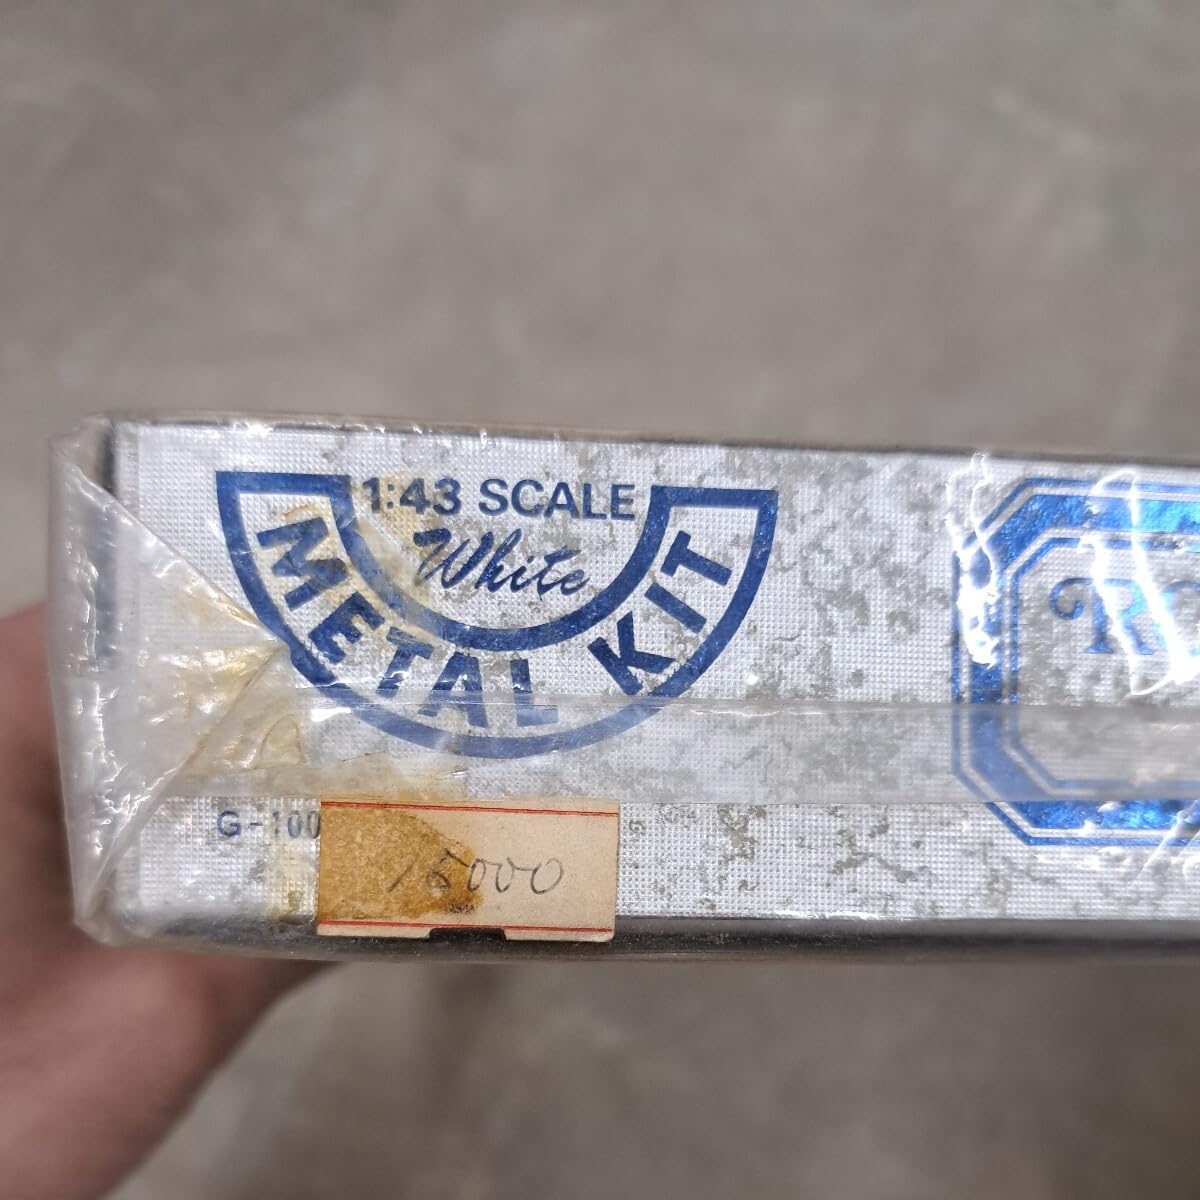 1:43 SCALE
White
METAL KIT
G-100
15000